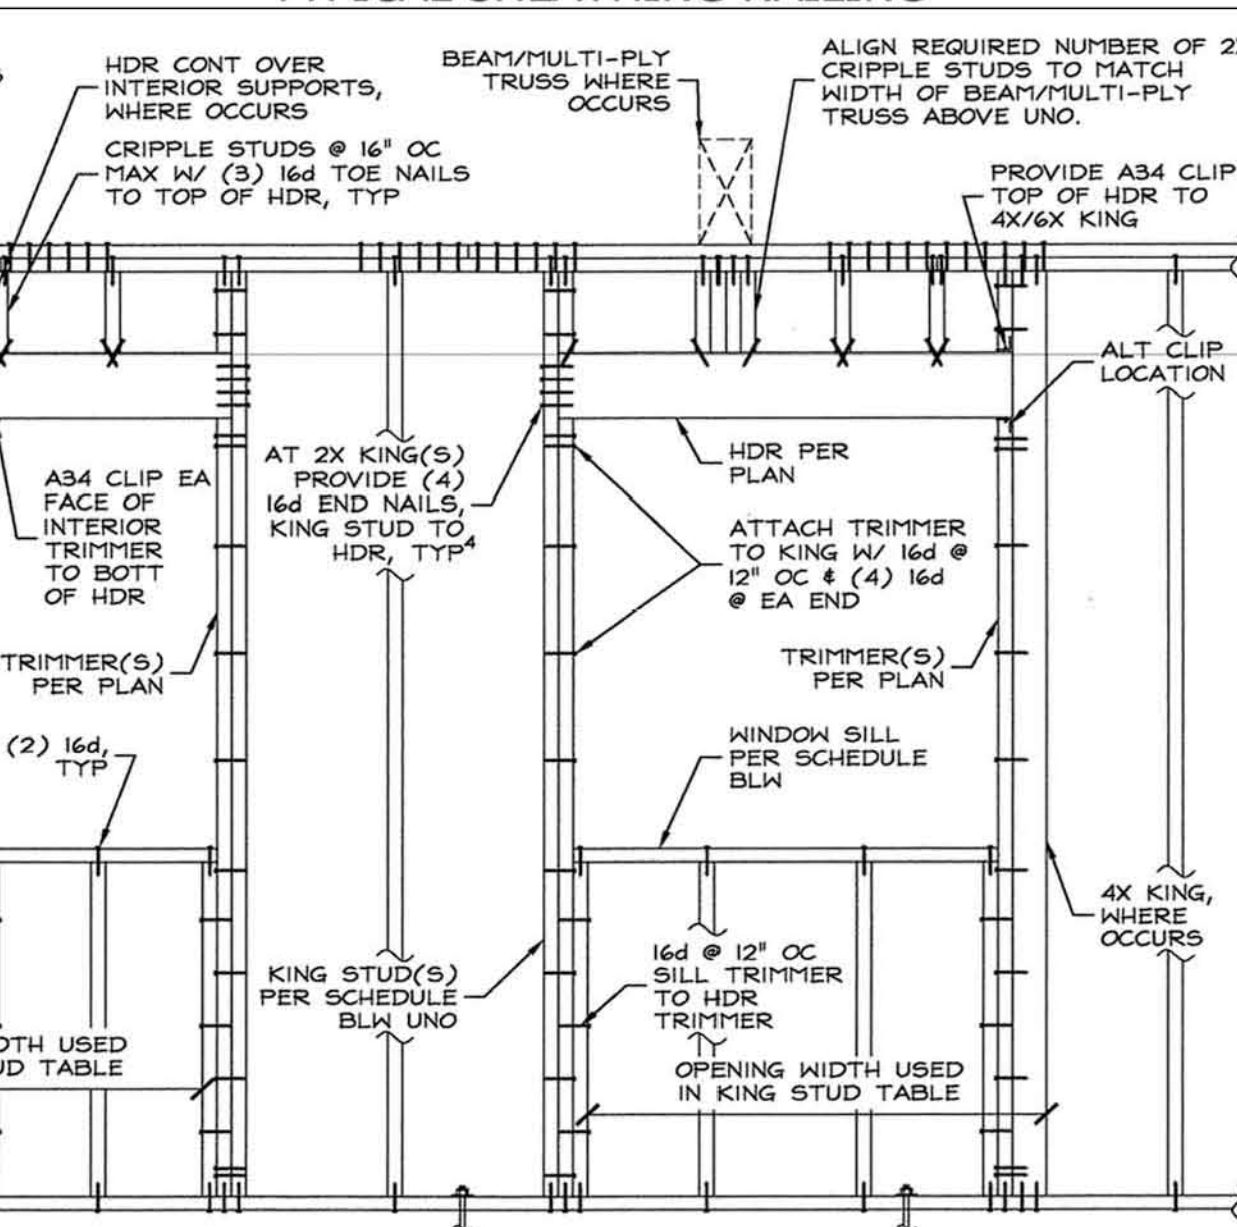 HDR CONT OVER
INTERIOR SUPPORTS,
WHERE OCCURS
CRIPPLE STUDS @ 16" OC
MAX W/ (3) 16d TOE NAILS
TO TOP OF HDR, TYP
BEAM/MULTI-PLY
TRUSS WHERE
OCCURS
ALIGN REQUIRED NUMBER OF
CRIPPLE STUDS TO MATCH
WIDTH OF BEAM/MULTI-PLY
TRUSS ABOVE UNO.
PROVIDE A34 CLIP
TOP OF HDR TO
4X/6X KING
ALT CLIP
LOCATION
A34 CLIP EA
FACE OF
INTERIOR
TRIMMER
TO BOTT
OF HDR
AT 2X KING(S)
PROVIDE (4)
16d END NAILS,
KING STUD TO
HDR, TYP⁴
HDR PER
PLAN
ATTACH TRIMMER
TO KING W/ 16d @
12" OC & (4) 16d
@ EA END
TRIMMER(S)
PER PLAN
TRIMMER(S)
PER PLAN
(2) 16d,
TYP
WINDOW SILL
PER SCHEDULE
BLW
4X KING,
WHERE
OCCURS
KING STUD(S)
PER SCHEDULE
BLW UNO
16d @ 12" OC
SILL TRIMMER
TO HDR
TRIMMER
USED
TABLE
OPENING WIDTH USED
IN KING STUD TABLE